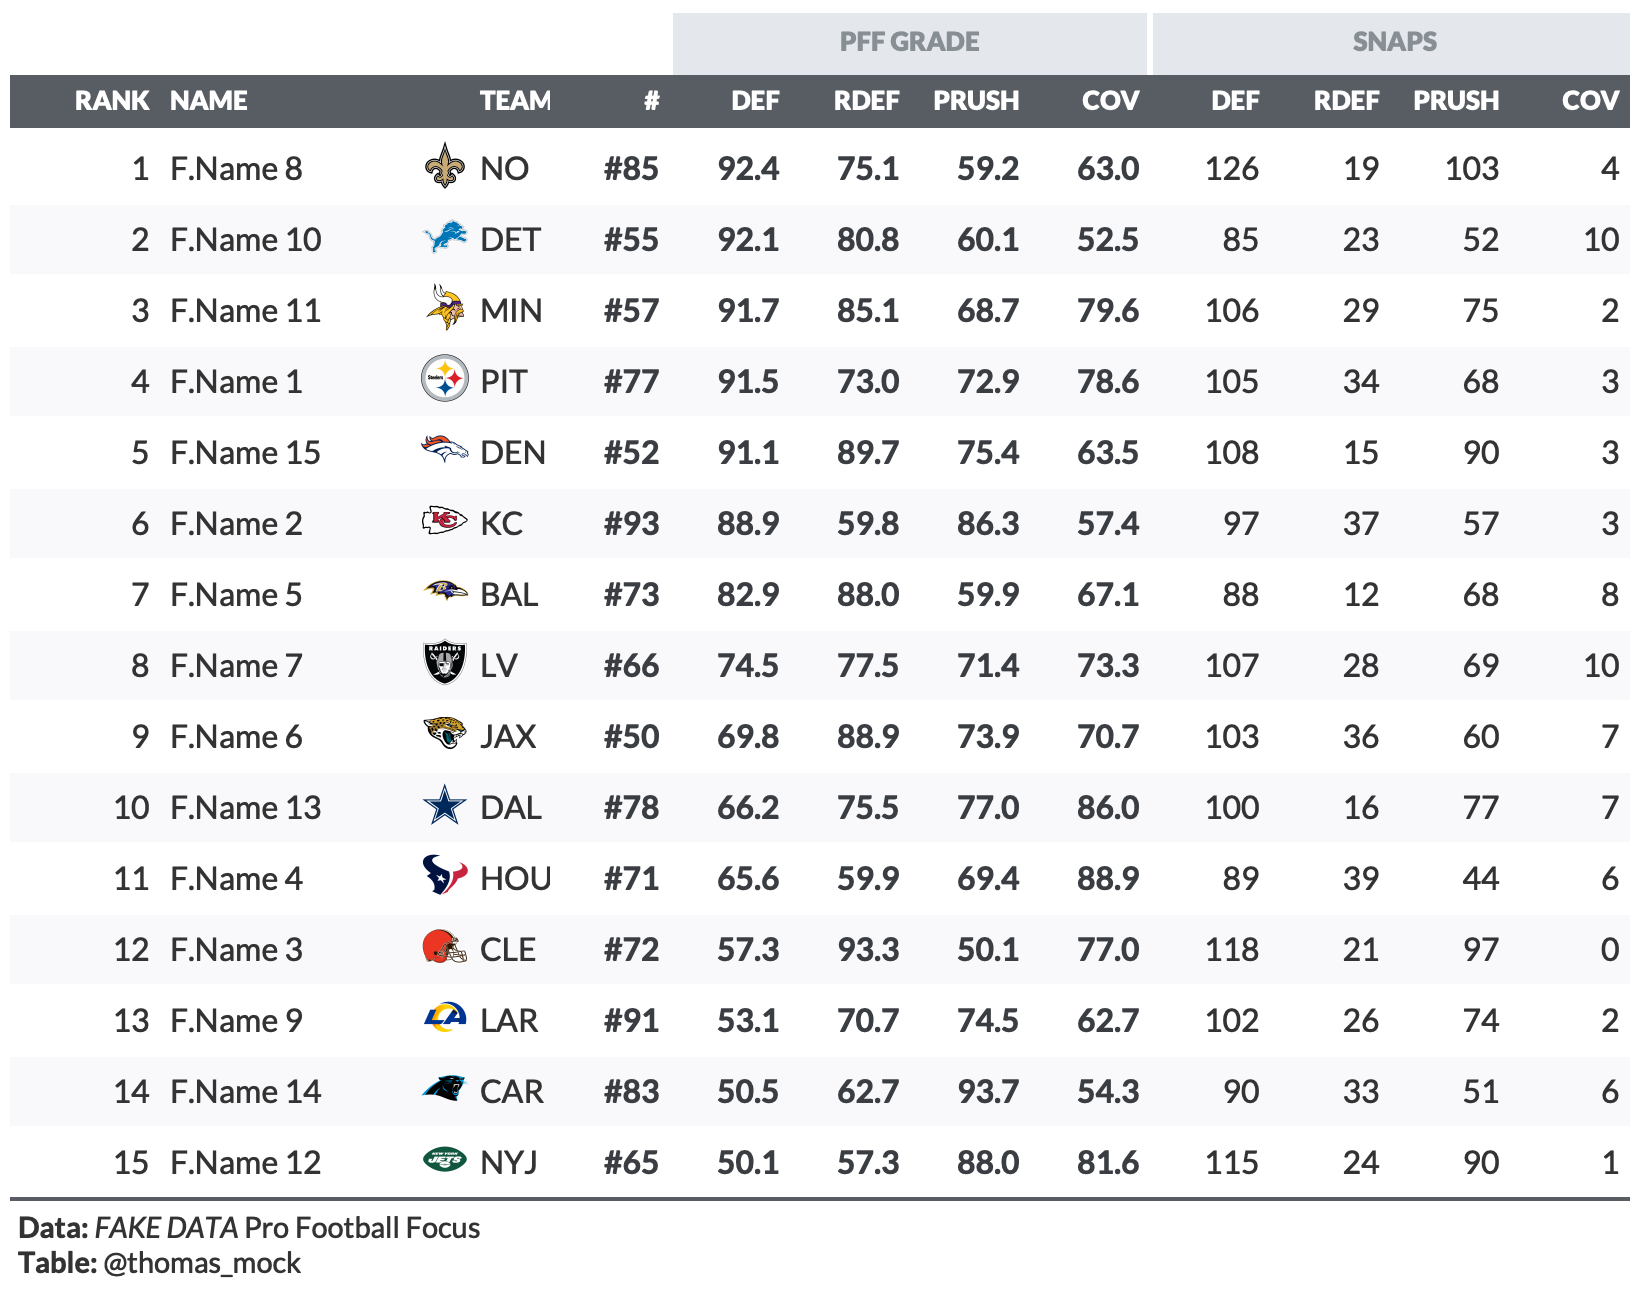 PFF GRADE SNAPS
RANK NAME TEAM # DEF RDEF PRUSH COV DEF RDEF PRUSH COV
1 F.Name 8 NO #85 92.4 75.1 59.2 63.0 126 19 103 4
2 F.Name 10 DET #55 92.1 80.8 60.1 52.5 85 23 52 10
3 F.Name 11 MIN #57 91.7 85.1 68.7 79.6 106 29 75 2
4 F.Name 1 Steelers PIT #77 91.5 73.0 72.9 78.6 105 34 68 3
5 F.Name 15 DEN #52 91.1 89.7 75.4 63.5 108 15 90 3
6 F.Name 2 KC KC #93 88.9 59.8 86.3 57.4 97 37 57 3
7 F.Name 5 BAL #73 82.9 88.0 59.9 67.1 88 12 68 8
8 F.Name 7 RAIDERS LV #66 74.5 77.5 71.4 73.3 107 28 69 10
9 F.Name 6 JAX #50 69.8 88.9 73.9 70.7 103 36 60 7
10 F.Name 13 DAL #78 66.2 75.5 77.0 86.0 100 16 77 7
11 F.Name 4 HOU #71 65.6 59.9 69.4 88.9 89 39 44 6
12 F.Name 3 CLE #72 57.3 93.3 50.1 77.0 118 21 97 0
13 F.Name 9 LA LAR #91 53.1 70.7 74.5 62.7 102 26 74 2
14 F.Name 14 CAR #83 50.5 62.7 93.7 54.3 90 33 51 6
15 F.Name 12 NEW YORK JETS NYJ #65 50.1 57.3 88.0 81.6 115 24 90 1
Data: FAKE DATA Pro Football Focus
Table: @thomas_mock